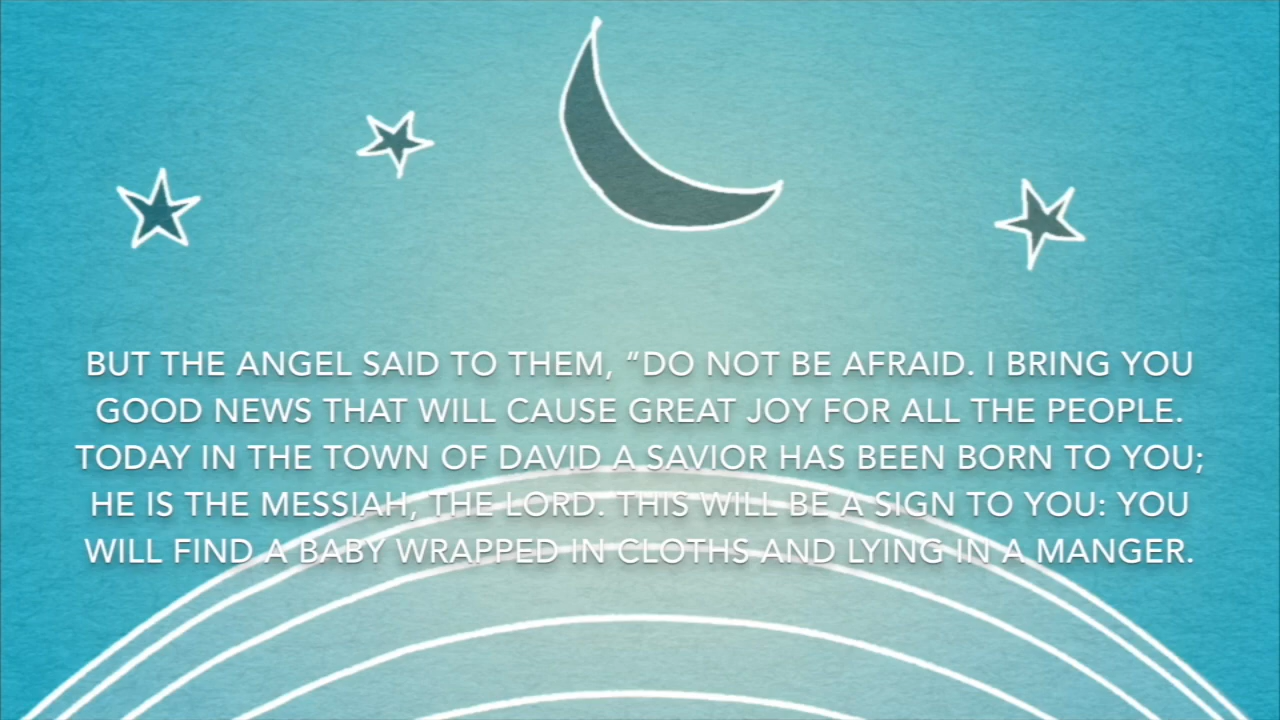 BUT THE ANGEL SAID TO THEM, “DO NOT BE AFRAID. I BRING YOU
GOOD NEWS THAT WILL CAUSE GREAT JOY FOR ALL THE PEOPLE.
TODAY IN THE TOWN OF DAVID A SAVIOR HAS BEEN BORN TO YOU;
HE IS THE MESSIAH, THE LORD. THIS WILL BE A SIGN TO YOU: YOU
WILL FIND A BABY WRAPPED IN CLOTHS AND LYING IN A MANGER.